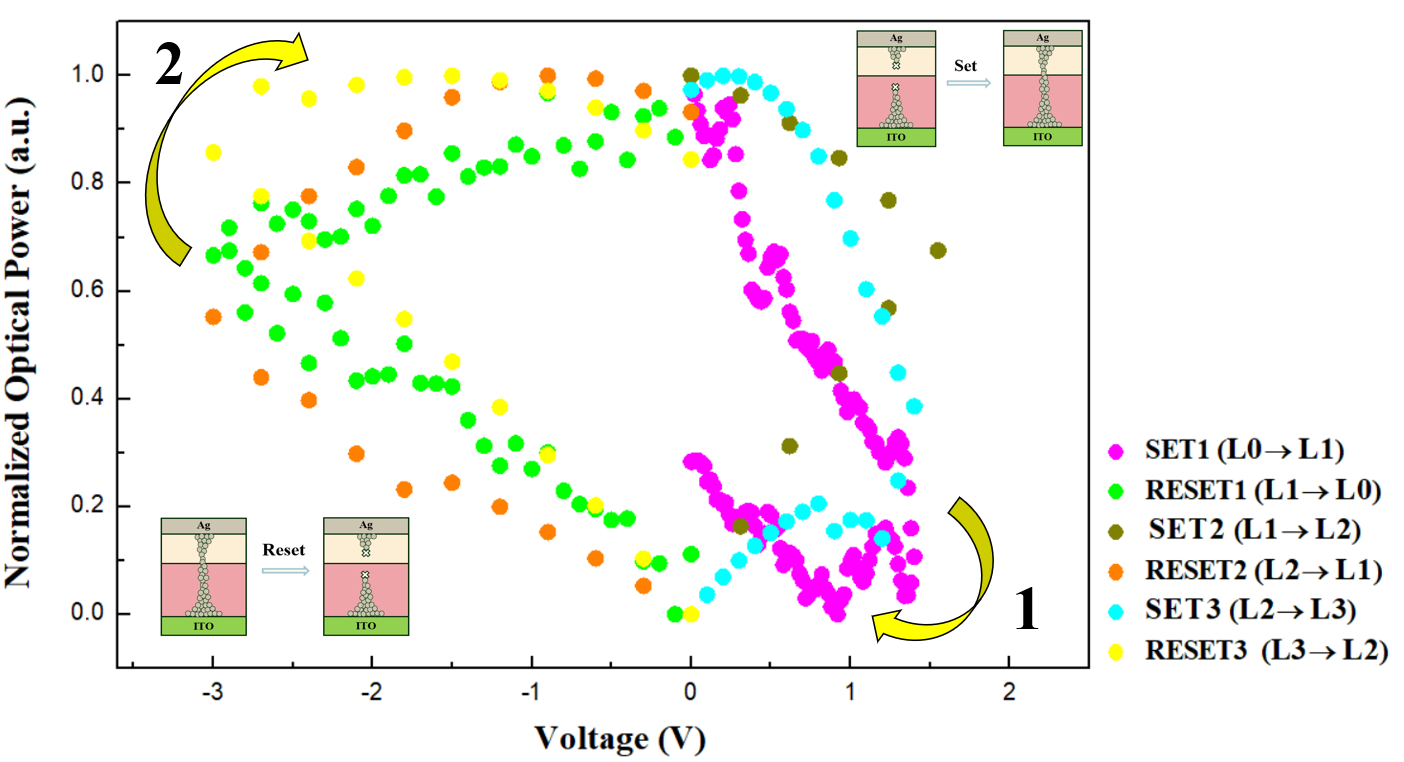 2
Ag
Ag
Set
ITO
ITO
1.0
0.8
0.6
0.4
0.2
0.0
Normalized Optical Power (a.u.)
Ag
Ag
Reset
ITO
ITO
1
SET1 (L0→L1)
RESET1 (L1→L0)
SET2 (L1→L2)
RESET2 (L2→L1)
SET3 (L2→L3)
RESET3 (L3→L2)
-3
-2
-1
0
1
2
Voltage (V)